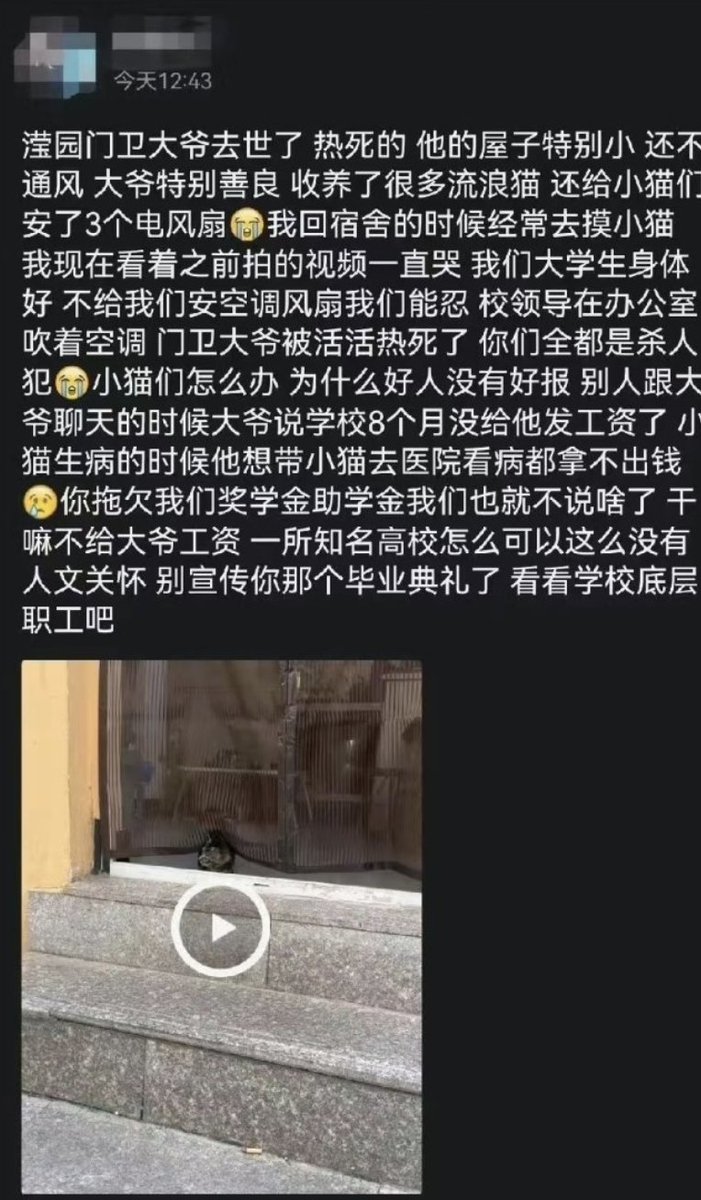 今天12:43
滢园门卫大爷去世了 热死的 他的屋子特别小 还不
通风 大爷特别善良 收养了很多流浪猫 还给小猫们
安了3个电风扇😭我回宿舍的时候经常去摸小猫
我现在看着之前拍的视频一直哭 我们大学生身体
好 不给我们安空调风扇我们能忍 校领导在办公室
吹着空调 门卫大爷被活活热死了 你们全都是杀人
犯😭小猫们怎么办 为什么好人没有好报 别人跟大
爷聊天的时候大爷说学校8个月没给他发工资了 小
猫生病的时候他想带小猫去医院看病都拿不出钱
😢你拖欠我们奖学金助学金我们也就不说啥了 干
嘛不给大爷工资 一所知名高校怎么可以这么没有
人文关怀 别宣传你那个毕业典礼了 看看学校底层
职工吧